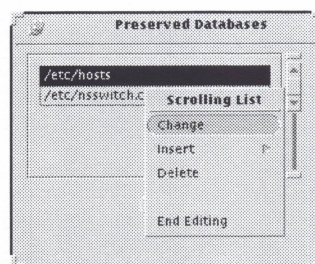 Preserved Databases
/etc/hosts
/etc/nsswitch.c
Scrolling List
Change
Insert
Delete
End Editing